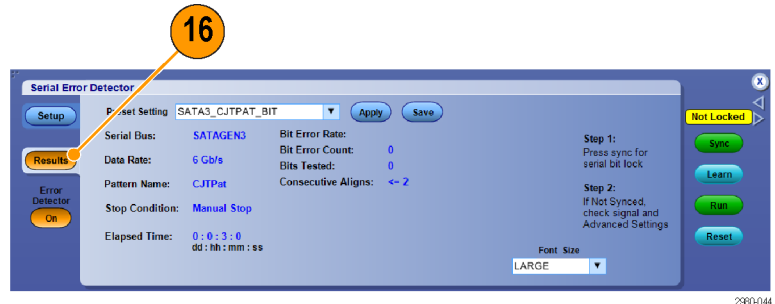 16
Serial Error Detector
Setup
Preset Setting SATA3_CJTPAT_BIT Apply Save
Not Locked
Serial Bus: SATAGEN3 Bit Error Rate:
Bit Error Count: 0
Step 1:
Press sync for
serial bit lock
Sync
Results
Data Rate: 6 Gb/s
Bits Tested: 0
Pattern Name: CJTPat
Consecutive Aligns: <- 2
Learn
Error
Detector
On
Stop Condition: Manual Stop
Step 2:
If Not Synced,
check signal and
Advanced Settings
Run
Elapsed Time: 0 : 0 : 3 : 0
dd : hh : mm : ss
Reset
Font Size
LARGE
2980-044